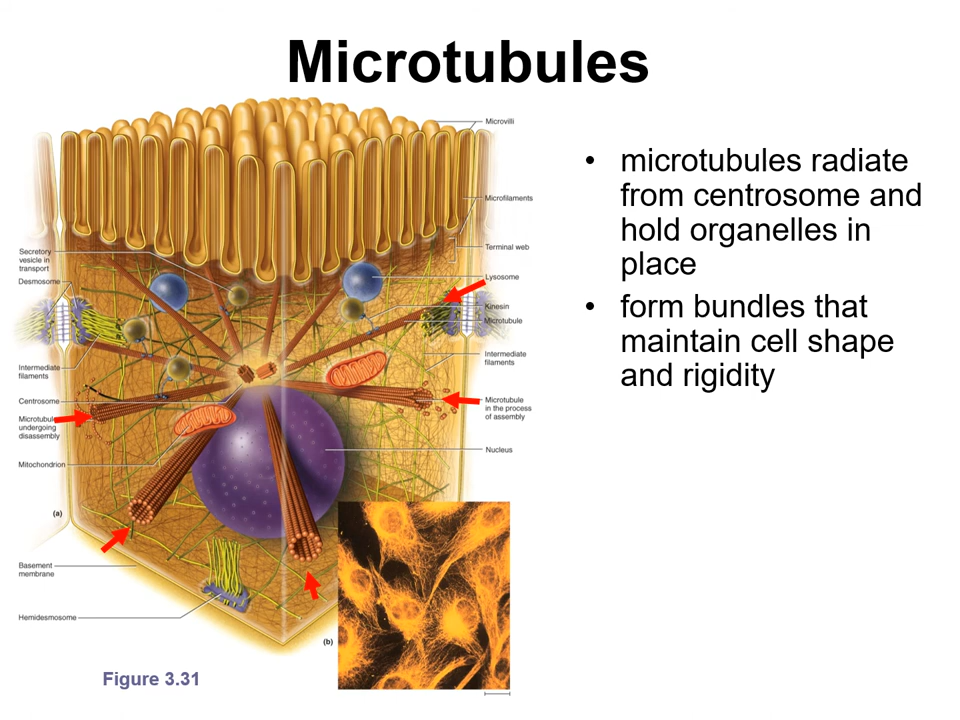 Microtubules
Microvilli
Microfilaments
Terminal web
Lysosome
Kinesin
Microtubule
Intermediate
filaments
Microtubule
in the process
of assembly
Nucleus
Secretory
vesicle in
transport
Desmosome
Intermediate
filaments
Centrosome
Microtubule
undergoing
disassembly
Mitochondrion
(a)
Basement
membrane
Hemidesmosome
(b)
Figure 3.31
• microtubules radiate
from centrosome and
hold organelles in
place
• form bundles that
maintain cell shape
and rigidity